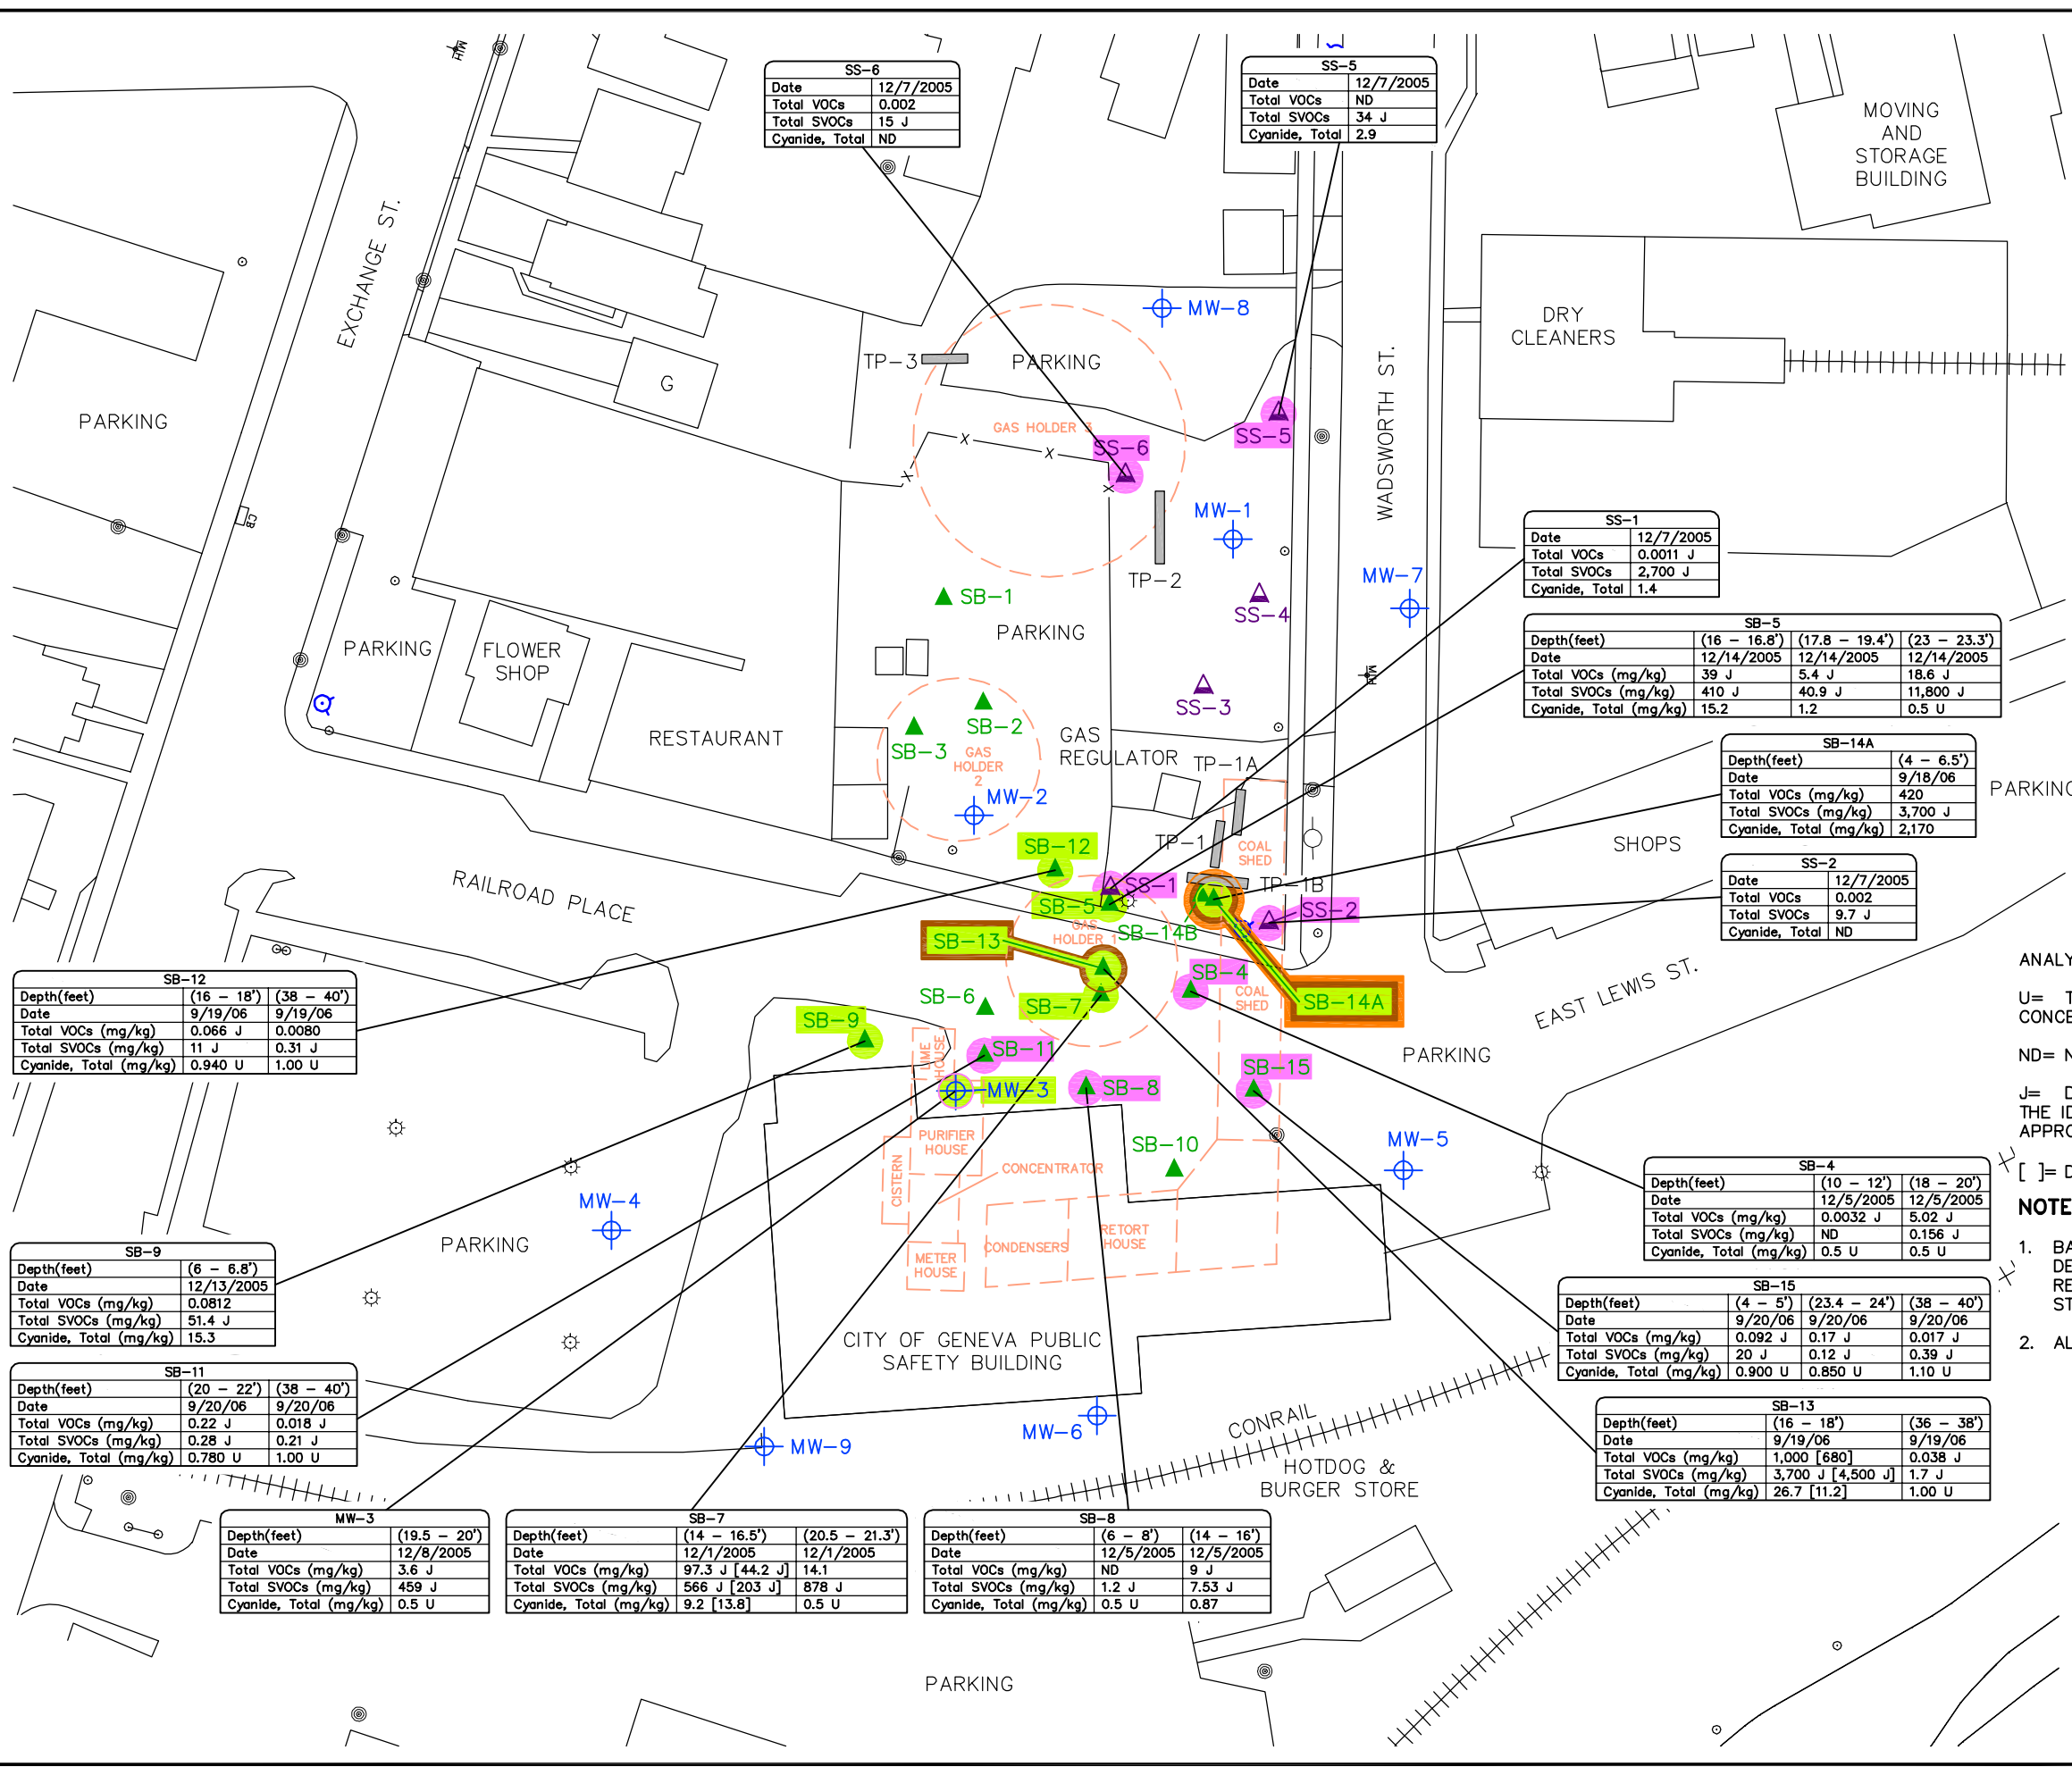 SS-6
Date 12/7/2005
Total VOCs 0.002
Total SVOCs 15 J
Cyanide, Total ND
SS-5
Date 12/7/2005
Total VOCs ND
Total SVOCs 34 J
Cyanide, Total 2.9
MH
EXCHANGE ST.
MOVING
AND
STORAGE
BUILDING
MW-8
DRY
CLEANERS
TP-3
PARKING
G
PARKING
GAS HOLDER 3
SS-6
SS-5
WADSWORTH ST.
MW-1
CB
TP-2
MW-7
SB-1
SS-4
PARKING
PARKING
FLOWER
SHOP
MH
SS-3
SB-2
SB-3
GAS
HOLDER
2
RESTAURANT
GAS
REGULATOR
TP-1A
MW-2
TP-1
COAL
SHED
SHOPS
PARKING
SS-1
Date 12/7/2005
Total VOCs 0.0011 J
Total SVOCs 2,700 J
Cyanide, Total 1.4
SB-5
Depth(feet) (16 - 16.8') (17.8 - 19.4') (23 - 23.3')
Date 12/14/2005 12/14/2005 12/14/2005
Total VOCs (mg/kg) 39 J 5.4 J 18.6 J
Total SVOCs (mg/kg) 410 J 40.9 J 11,800 J
Cyanide, Total (mg/kg) 15.2 1.2 0.5 U
SB-14A
Depth(feet) (4 - 6.5')
Date 9/18/06
Total VOCs (mg/kg) 420
Total SVOCs (mg/kg) 3,700 J
Cyanide, Total (mg/kg) 2,170
SS-2
Date 12/7/2005
Total VOCs 0.002
Total SVOCs 9.7 J
Cyanide, Total ND
SB-12
RAILROAD PLACE
SS-1
TP-1B
SB-5
SS-2
GAS
HOLDER 1
SB-14B
SB-13
SB-4
SB-6
SB-7
COAL
SHED
SB-14A
EAST LEWIS ST.
SB-9
LIME
HOUSE
SB-11
PARKING
SB-15
MW-3
SB-8
PURIFIER
HOUSE
SB-10
MW-5
CISTERN
CONCENTRATOR
MW-4
PARKING
METER
HOUSE
CONDENSERS
RETORT
HOUSE
CITY OF GENEVA PUBLIC
SAFETY BUILDING
MW-6
MW-9
CONRAIL
HOTDOG &
BURGER STORE
PARKING
SB-12
Depth(feet) (16 - 18') (38 - 40')
Date 9/19/06 9/19/06
Total VOCs (mg/kg) 0.066 J 0.0080
Total SVOCs (mg/kg) 11 J 0.31 J
Cyanide, Total (mg/kg) 0.940 U 1.00 U
SB-9
Depth(feet) (6 - 6.8')
Date 12/13/2005
Total VOCs (mg/kg) 0.0812
Total SVOCs (mg/kg) 51.4 J
Cyanide, Total (mg/kg) 15.3
SB-11
Depth(feet) (20 - 22') (38 - 40')
Date 9/20/06 9/20/06
Total VOCs (mg/kg) 0.22 J 0.018 J
Total SVOCs (mg/kg) 0.28 J 0.21 J
Cyanide, Total (mg/kg) 0.780 U 1.00 U
MW-3
Depth(feet) (19.5 - 20')
Date 12/8/2005
Total VOCs (mg/kg) 3.6 J
Total SVOCs (mg/kg) 459 J
Cyanide, Total (mg/kg) 0.5 U
SB-7
Depth(feet) (14 - 16.5') (20.5 - 21.3')
Date 12/1/2005 12/1/2005
Total VOCs (mg/kg) 97.3 J [44.2 J] 14.1
Total SVOCs (mg/kg) 566 J [203 J] 878 J
Cyanide, Total (mg/kg) 9.2 [13.8] 0.5 U
SB-8
Depth(feet) (6 - 8') (14 - 16')
Date 12/5/2005 12/5/2005
Total VOCs (mg/kg) ND 9 J
Total SVOCs (mg/kg) 1.2 J 7.53 J
Cyanide, Total (mg/kg) 0.5 U 0.87
SB-4
Depth(feet) (10 - 12') (18 - 20')
Date 12/5/2005 12/5/2005
Total VOCs (mg/kg) 0.0032 J 5.02 J
Total SVOCs (mg/kg) ND 0.156 J
Cyanide, Total (mg/kg) 0.5 U 0.5 U
SB-15
Depth(feet) (4 - 5') (23.4 - 24') (38 - 40')
Date 9/20/06 9/20/06 9/20/06
Total VOCs (mg/kg) 0.092 J 0.17 J 0.017 J
Total SVOCs (mg/kg) 20 J 0.12 J 0.39 J
Cyanide, Total (mg/kg) 0.900 U 0.850 U 1.10 U
SB-13
Depth(feet) (16 - 18') (36 - 38')
Date 9/19/06 9/19/06
Total VOCs (mg/kg) 1,000 [680] 0.038 J
Total SVOCs (mg/kg) 3,700 J [4,500 J] 1.7 J
Cyanide, Total (mg/kg) 26.7 [11.2] 1.00 U
ANALY
U= T
CONCE
ND= N
J= D
THE ID
APPRO
[ ]= D
NOTE
1. BA
DE
RE
ST
2. AL